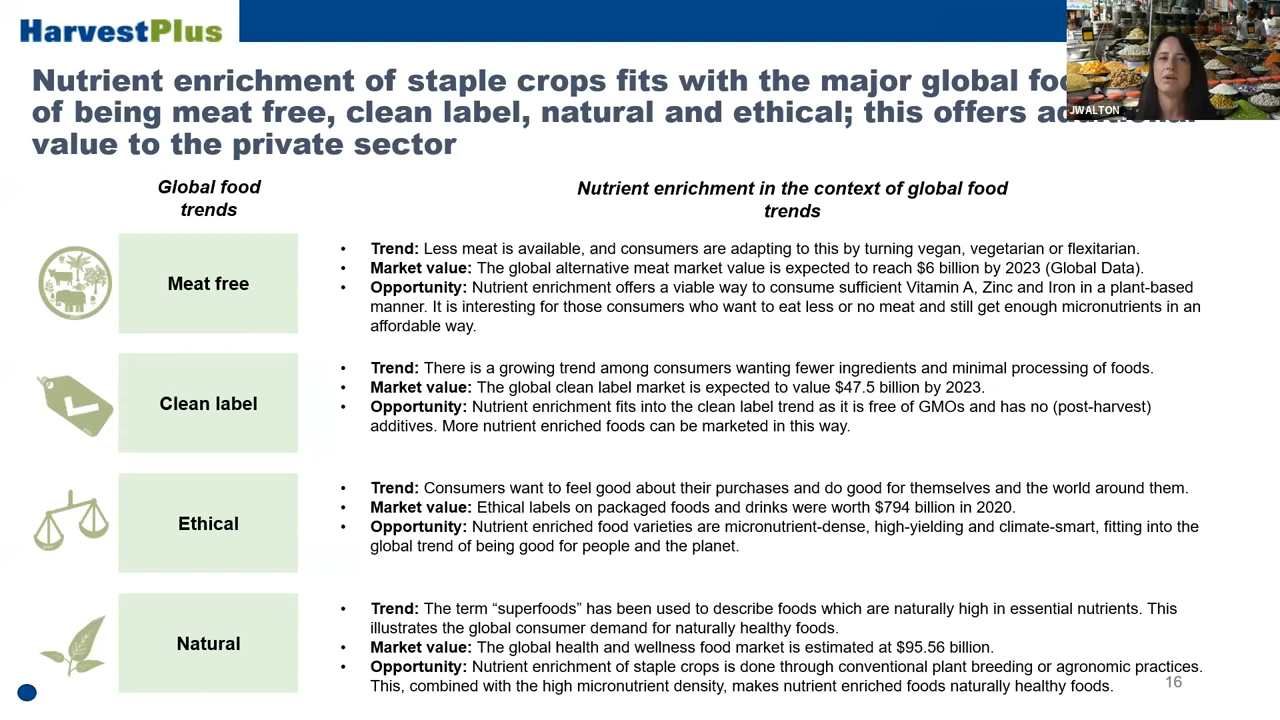 HarvestPlus
Nutrient enrichment of staple crops fits with the major global
of being meat free, clean label, natural and ethical; this offers
value to the private sector
JWALTON
Global food
trends
Nutrient enrichment in the context of global food
trends
Meat free
• Trend: Less meat is available, and consumers are adapting to this by turning vegan, vegetarian or flexitarian.
• Market value: The global alternative meat market value is expected to reach $6 billion by 2023 (Global Data).
• Opportunity: Nutrient enrichment offers a viable way to consume sufficient Vitamin A, Zinc and Iron in a plant-based
manner. It is interesting for those consumers who want to eat less or no meat and still get enough micronutrients in an
affordable way.
Clean label
• Trend: There is a growing trend among consumers wanting fewer ingredients and minimal processing of foods.
• Market value: The global clean label market is expected to value $47.5 billion by 2023.
• Opportunity: Nutrient enrichment fits into the clean label trend as it is free of GMOs and has no (post-harvest)
additives. More nutrient enriched foods can be marketed in this way.
Ethical
• Trend: Consumers want to feel good about their purchases and do good for themselves and the world around them.
• Market value: Ethical labels on packaged foods and drinks were worth $794 billion in 2020.
• Opportunity: Nutrient enriched food varieties are micronutrient-dense, high-yielding and climate-smart, fitting into the
global trend of being good for people and the planet.
Natural
• Trend: The term “superfoods” has been used to describe foods which are naturally high in essential nutrients. This
illustrates the global consumer demand for naturally healthy foods.
• Market value: The global health and wellness food market is estimated at $95.56 billion.
• Opportunity: Nutrient enrichment of staple crops is done through conventional plant breeding or agronomic practices.
This, combined with the high micronutrient density, makes nutrient enriched foods naturally healthy foods.
16